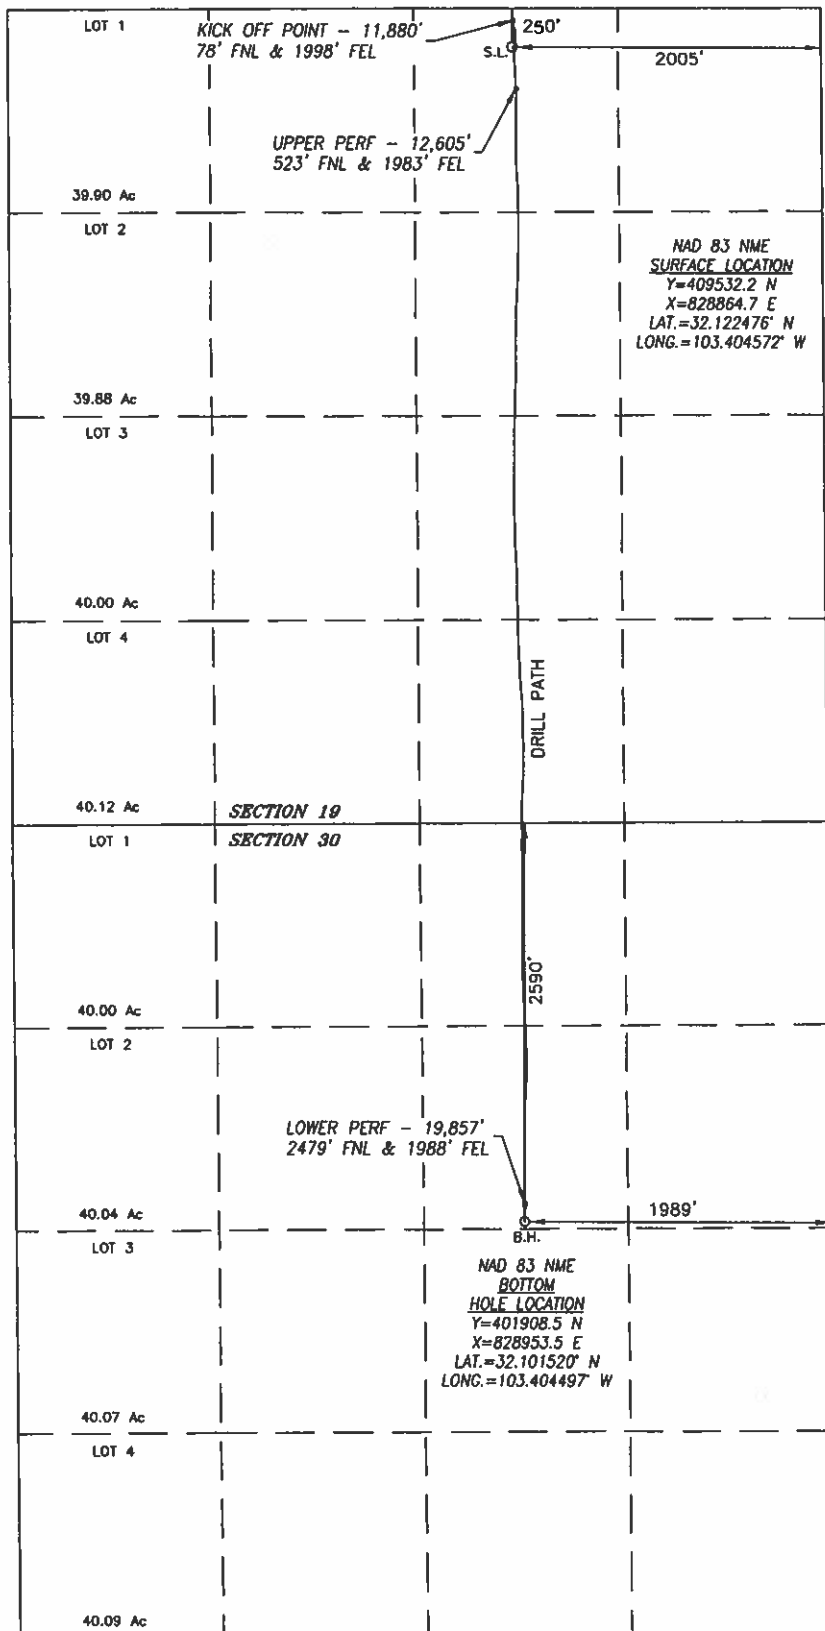 LOT 1
KICK OFF POINT - 11,880'
78' FNL & 1998' FEL
250'
S.L.
2005'
UPPER PERF - 12,605'
523' FNL & 1983' FEL
39.90 Ac
LOT 2
NAD 83 NME
SURFACE LOCATION
Y=409532.2 N
X=828864.7 E
LAT.=32.122476° N
LONG.=103.404572° W
39.88 Ac
LOT 3
40.00 Ac
LOT 4
DRILL PATH
40.12 Ac
SECTION 19
LOT 1
SECTION 30
2590'
40.00 Ac
LOT 2
LOWER PERF - 19,857'
2479' FNL & 1988' FEL
40.04 Ac
1989'
LOT 3
B.H.
NAD 83 NME
BOTTOM
HOLE LOCATION
Y=401908.5 N
X=828953.5 E
LAT.=32.101520° N
LONG.=103.404497° W
40.07 Ac
LOT 4
40.09 Ac